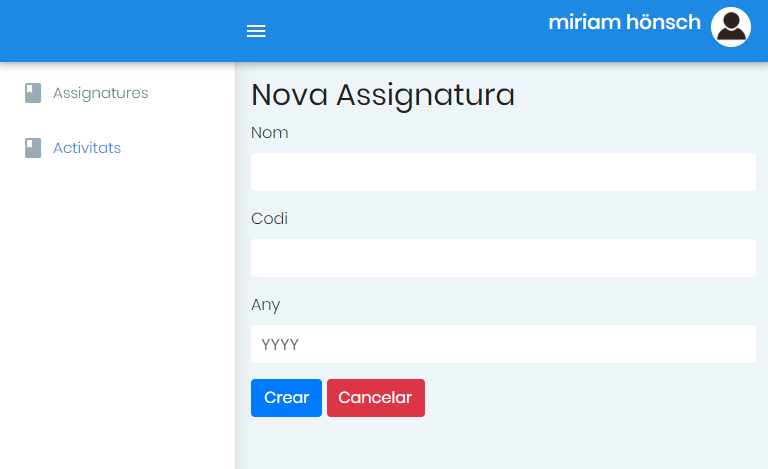 miriam hönsch
Assignatures
Activitats
Nova Assignatura
Nom
Codi
Any
YYYY
Crear Cancelar